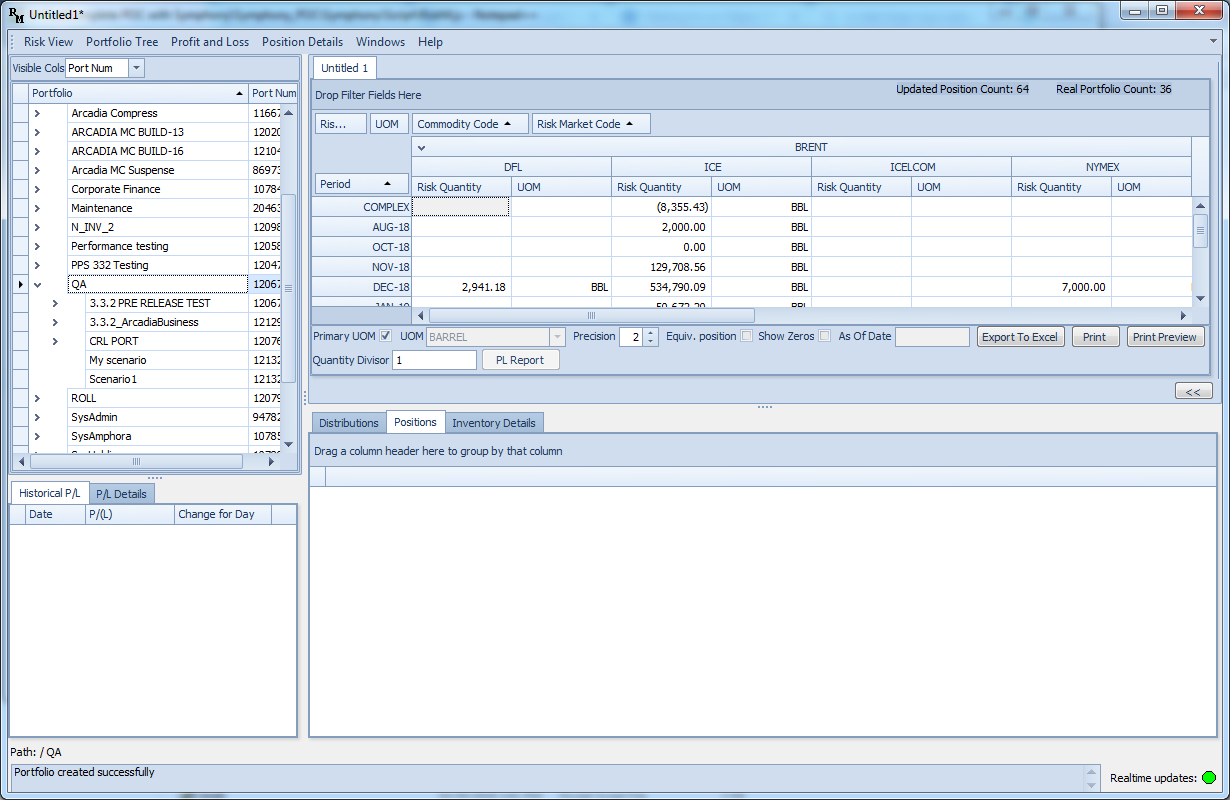 RM Untitled1*
Risk View Portfolio Tree Profit and Loss Position Details Windows Help
Visible Cols Port Num
Portfolio Port Num
Arcadia Compress 11667
ARCADIA MC BUILD-13 12020
ARCADIA MC BUILD-16 12104
Arcadia MC Suspense 86973
Corporate Finance 10784
Maintenance 20463
N_INV_2 12098
Performance testing 12058
PPS 332 Testing 12047
QA 12067
3.3.2 PRE RELEASE TEST 12067
3.3.2_ArcadiaBusiness 12129
CRL PORT 12076
My scenario 12132
Scenario1 12132
ROLL 12079
SysAdmin 94782
SysAmphora 10785
Historical P/L P/L Details
Date P/(L) Change for Day
Untitled 1
Drop Filter Fields Here Updated Position Count: 64 Real Portfolio Count: 36
Ris... UOM Commodity Code Risk Market Code
BRENT
DFL ICE ICELCOM NYMEX
Period Risk Quantity UOM Risk Quantity UOM Risk Quantity UOM Risk Quantity UOM
COMPLEX (8,355.43) BBL
AUG-18 2,000.00 BBL
OCT-18 0.00 BBL
NOV-18 129,708.56 BBL
DEC-18 2,941.18 BBL 534,790.09 BBL 7,000.00
Primary UOM UOM BARREL Precision 2 Equiv. position Show Zeros As Of Date Export To Excel Print Print Preview
Quantity Divisor 1 PL Report
<<
Distributions Positions Inventory Details
Drag a column header here to group by that column
Path: / QA
Portfolio created successfully
Realtime updates: